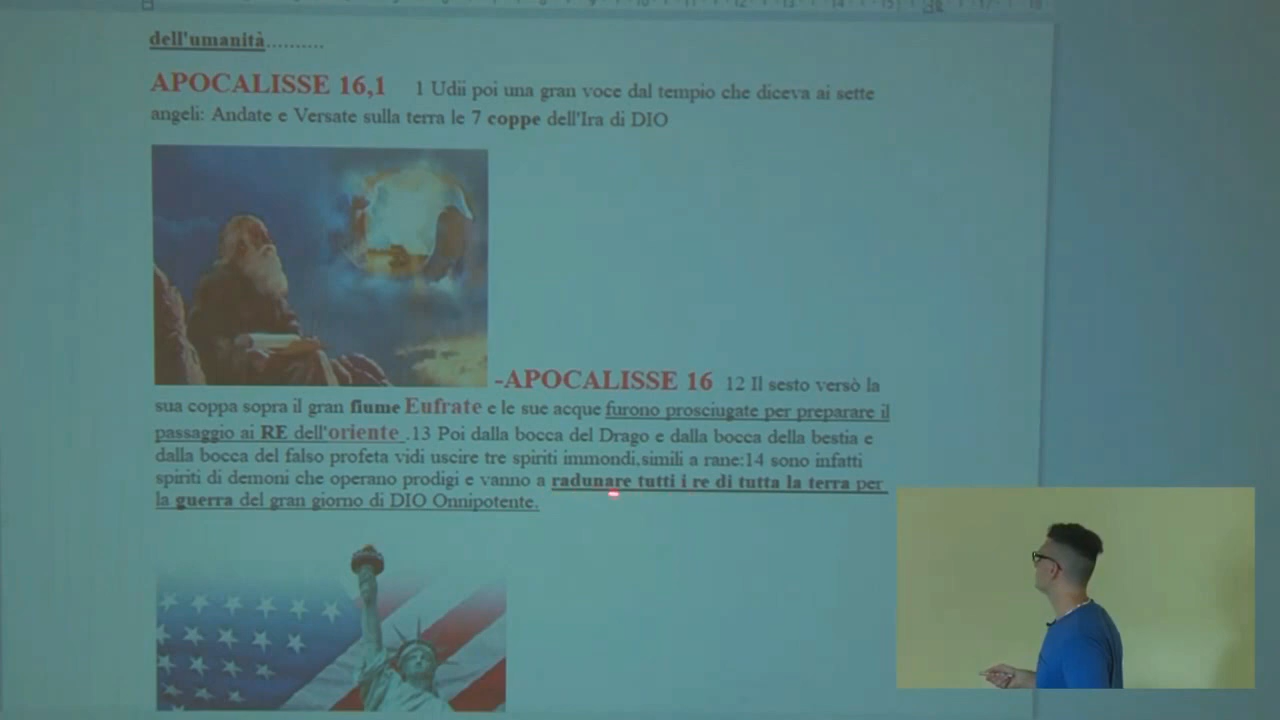 dell'umanità..........
APOCALISSE 16,1 1 Udii poi una gran voce dal tempio che diceva ai sette
angeli: Andate e Versate sulla terra le 7 coppe dell'Ira di DIO
-APOCALISSE 16 12 Il sesto versò la
sua coppa sopra il gran fiume Eufrate e le sue acque furono prosciugate per preparare il
passaggio ai RE dell'oriente .13 Poi dalla bocca del Drago e dalla bocca della bestia e
dalla bocca del falso profeta vidi uscire tre spiriti immondi,simili a rane:14 sono infatti
spiriti di demoni che operano prodigi e vanno a radunare tutti i re di tutta la terra per
la guerra del gran giorno di DIO Onnipotente.